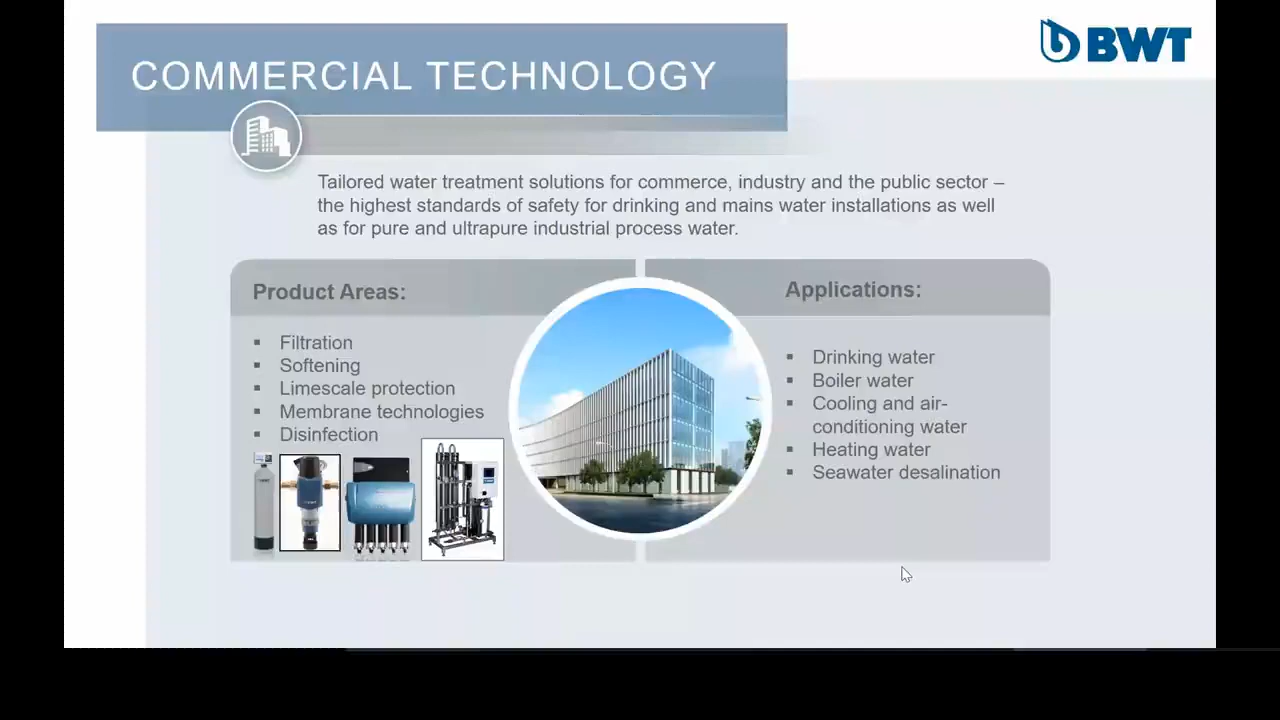 COMMERCIAL TECHNOLOGY
BWT
Tailored water treatment solutions for commerce, industry and the public sector –
the highest standards of safety for drinking and mains water installations as well
as for pure and ultrapure industrial process water.
Product Areas:
▪ Filtration
▪ Softening
▪ Limescale protection
▪ Membrane technologies
▪ Disinfection
Applications:
▪ Drinking water
▪ Boiler water
▪ Cooling and air-
conditioning water
▪ Heating water
▪ Seawater desalination